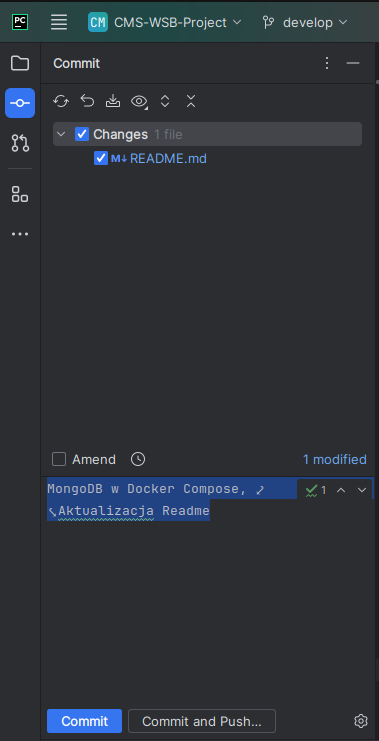 PC
CM CMS-WSB-Project develop
Commit
Changes 1 file
M↓ README.md
Amend
1 modified
MongoDB w Docker Compose,
1
Aktualizacja Readme
Commit
Commit and Push...